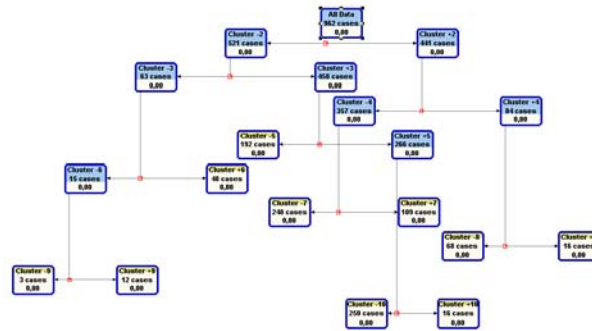 All Data
962 cases
0,00
Cluster -2
521 cases
0,00
Cluster +2
441 cases
0,00
Cluster -3
63 cases
0,00
Cluster +3
458 cases
0,00
Cluster -4
357 cases
0,00
Cluster +4
84 cases
0,00
Cluster -5
192 cases
0,00
Cluster +5
266 cases
0,00
Cluster -6
15 cases
0,00
Cluster +6
48 cases
0,00
Cluster -7
248 cases
0,00
Cluster +7
109 cases
0,00
Cluster -8
68 cases
0,00
Cluster
16 cases
0,00
Cluster -9
3 cases
0,00
Cluster +9
12 cases
0,00
Cluster -10
250 cases
0,00
Cluster +10
16 cases
0,00